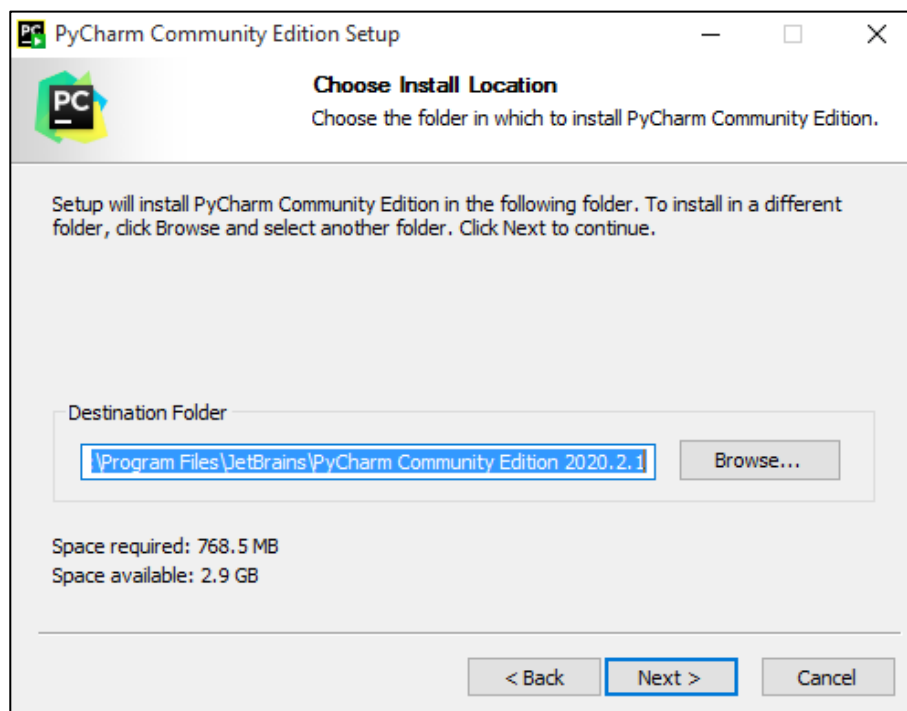 PyCharm Community Edition Setup
PC
Choose Install Location
Choose the folder in which to install PyCharm Community Edition.
Setup will install PyCharm Community Edition in the following folder. To install in a different
folder, click Browse and select another folder. Click Next to continue.
Destination Folder
:\Program Files\JetBrains\PyCharm Community Edition 2020.2.1
Browse...
Space required: 768.5 MB
Space available: 2.9 GB
< Back
Next >
Cancel